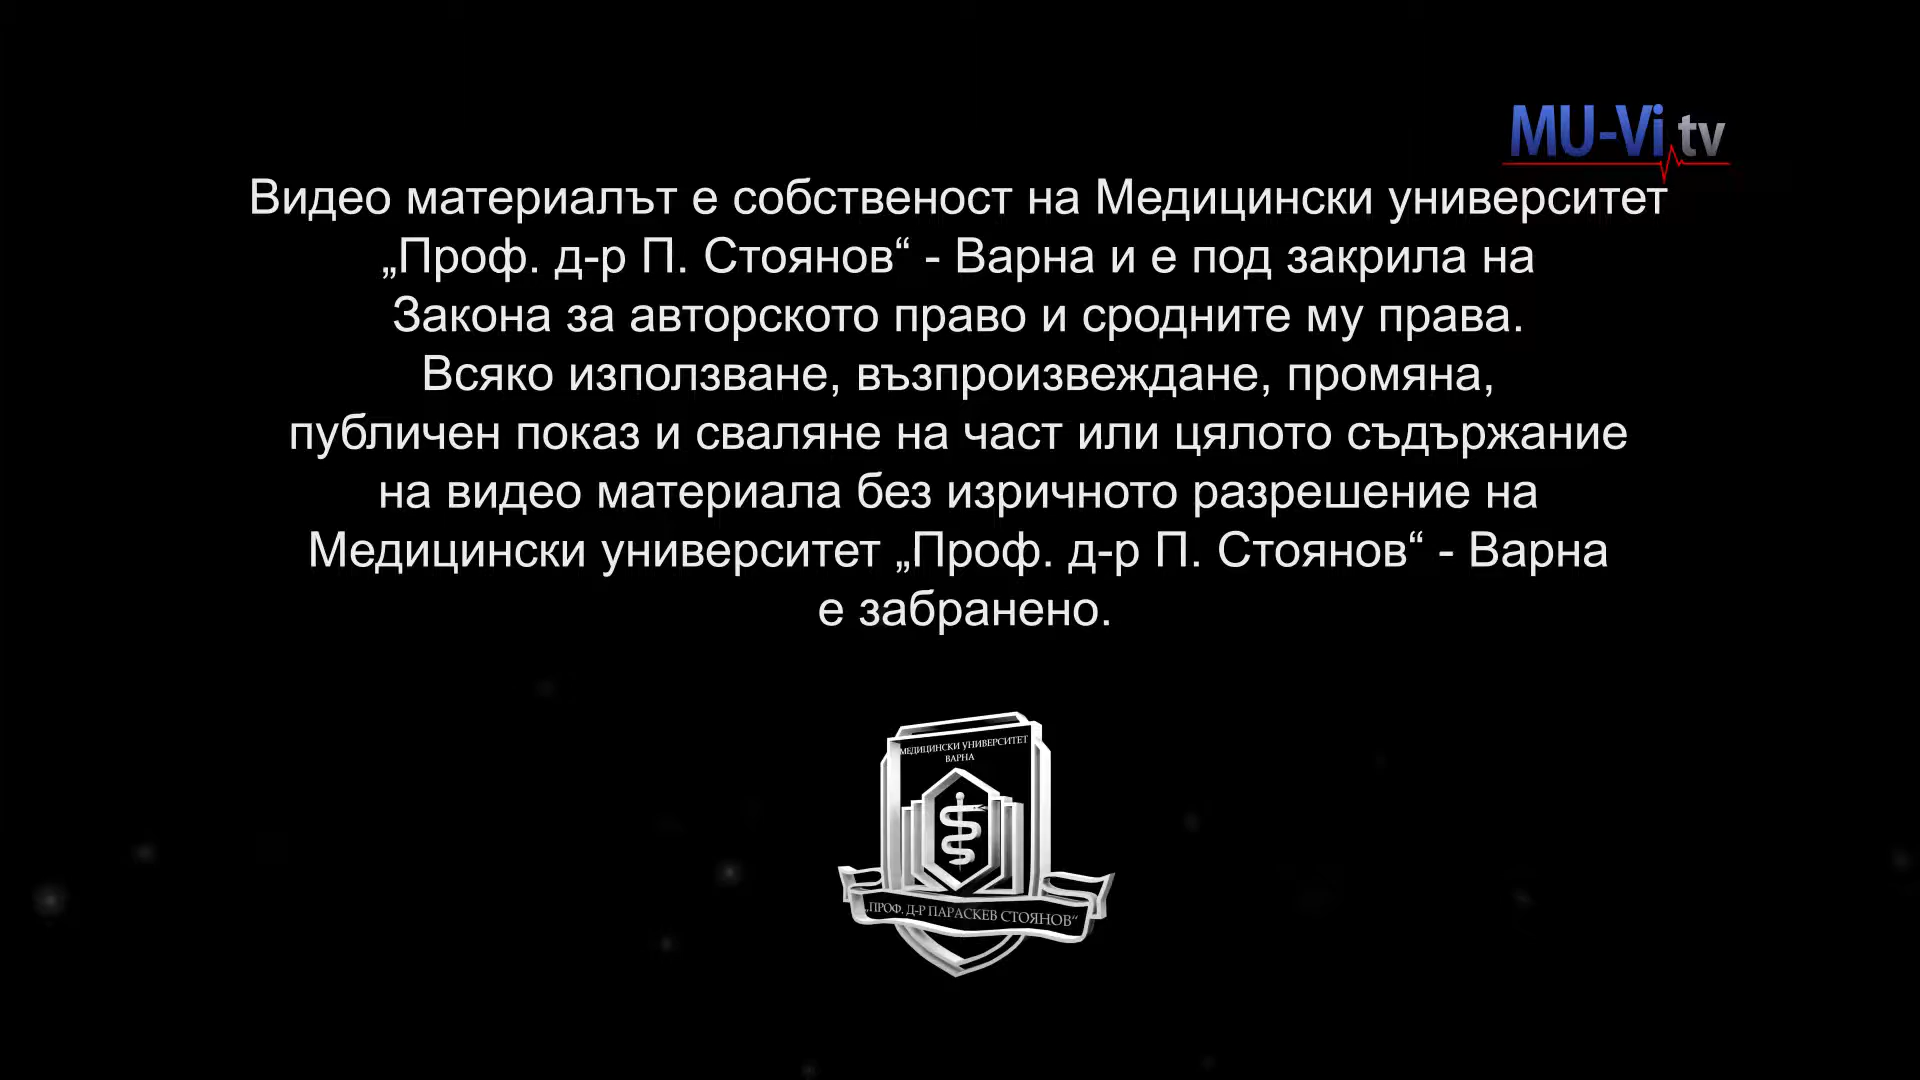 MU-Vi.tv
Видео материалът е собственост на Медицински университет
„Проф. д-р П. Стоянов“ - Варна и е под закрила на
Закона за авторското право и сродните му права.
Всяко използване, възпроизвеждане, промяна,
публичен показ и сваляне на част или цялото съдържание
на видео материала без изричното разрешение на
Медицински университет „Проф. д-р П. Стоянов“ - Варна
е забранено.
МЕДИЦИНСКИ УНИВЕРСИТЕТ
ВАРНА
„ПРОФ. Д-Р ПАРАСКЕВ СТОЯНОВ“